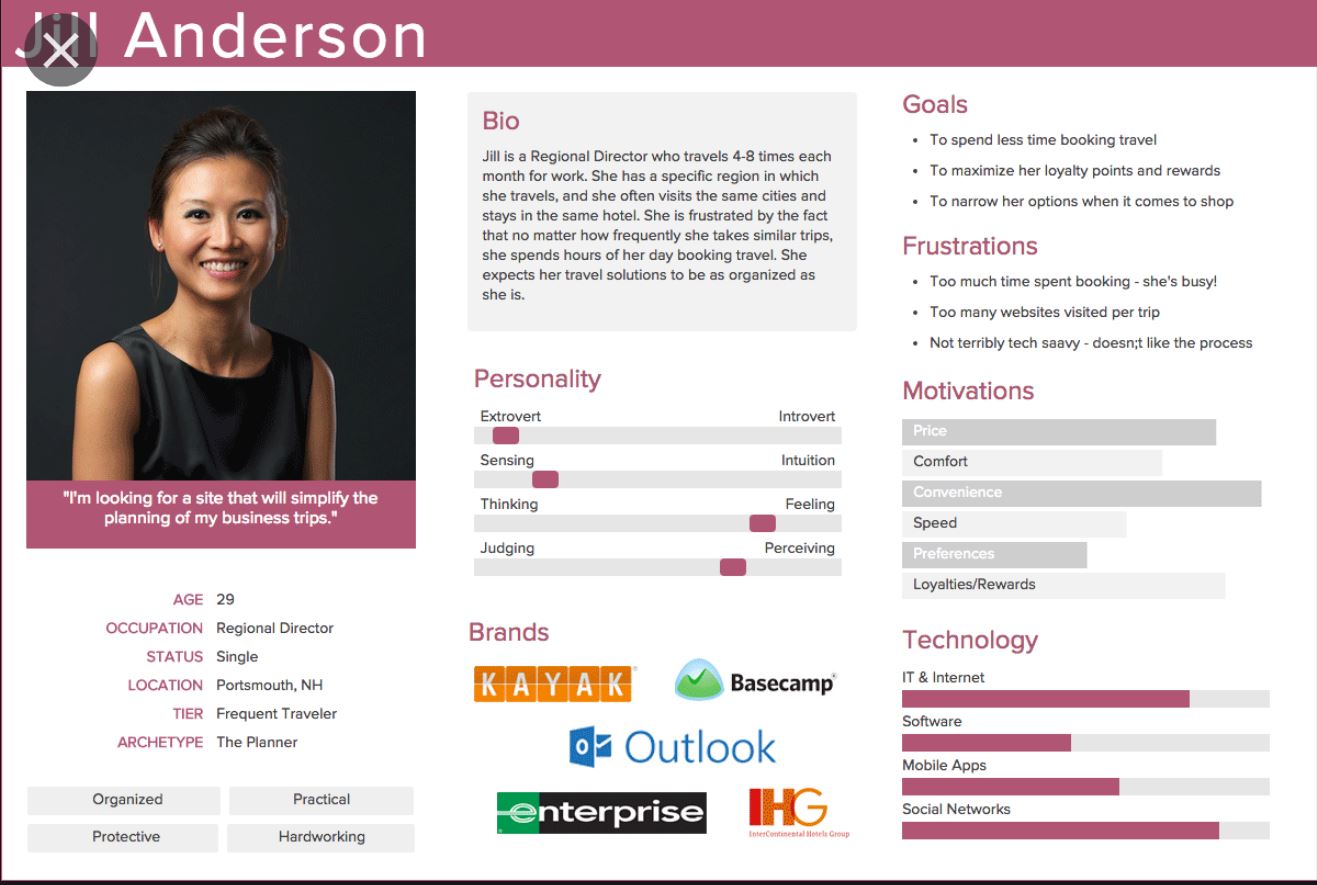 Jill Anderson
"I'm looking for a site that will simplify the
planning of my business trips."
AGE 29
OCCUPATION Regional Director
STATUS Single
LOCATION Portsmouth, NH
TIER Frequent Traveler
ARCHETYPE The Planner
Organized Practical
Protective Hardworking
Bio
Jill is a Regional Director who travels 4-8 times each
month for work. She has a specific region in which
she travels, and she often visits the same cities and
stays in the same hotel. She is frustrated by the fact
that no matter how frequently she takes similar trips,
she spends hours of her day booking travel. She
expects her travel solutions to be as organized as
she is.
Personality
Extrovert Introvert
Sensing Intuition
Thinking Feeling
Judging Perceiving
Brands
KAYAK
Basecamp
Outlook
enterprise
IHG
InterContinental Hotels Group
Goals
• To spend less time booking travel
• To maximize her loyalty points and rewards
• To narrow her options when it comes to shop
Frustrations
• Too much time spent booking - she's busy!
• Too many websites visited per trip
• Not terribly tech saavy - doesn;t like the process
Motivations
Price
Comfort
Convenience
Speed
Preferences
Loyalties/Rewards
Technology
IT & Internet
Software
Mobile Apps
Social Networks